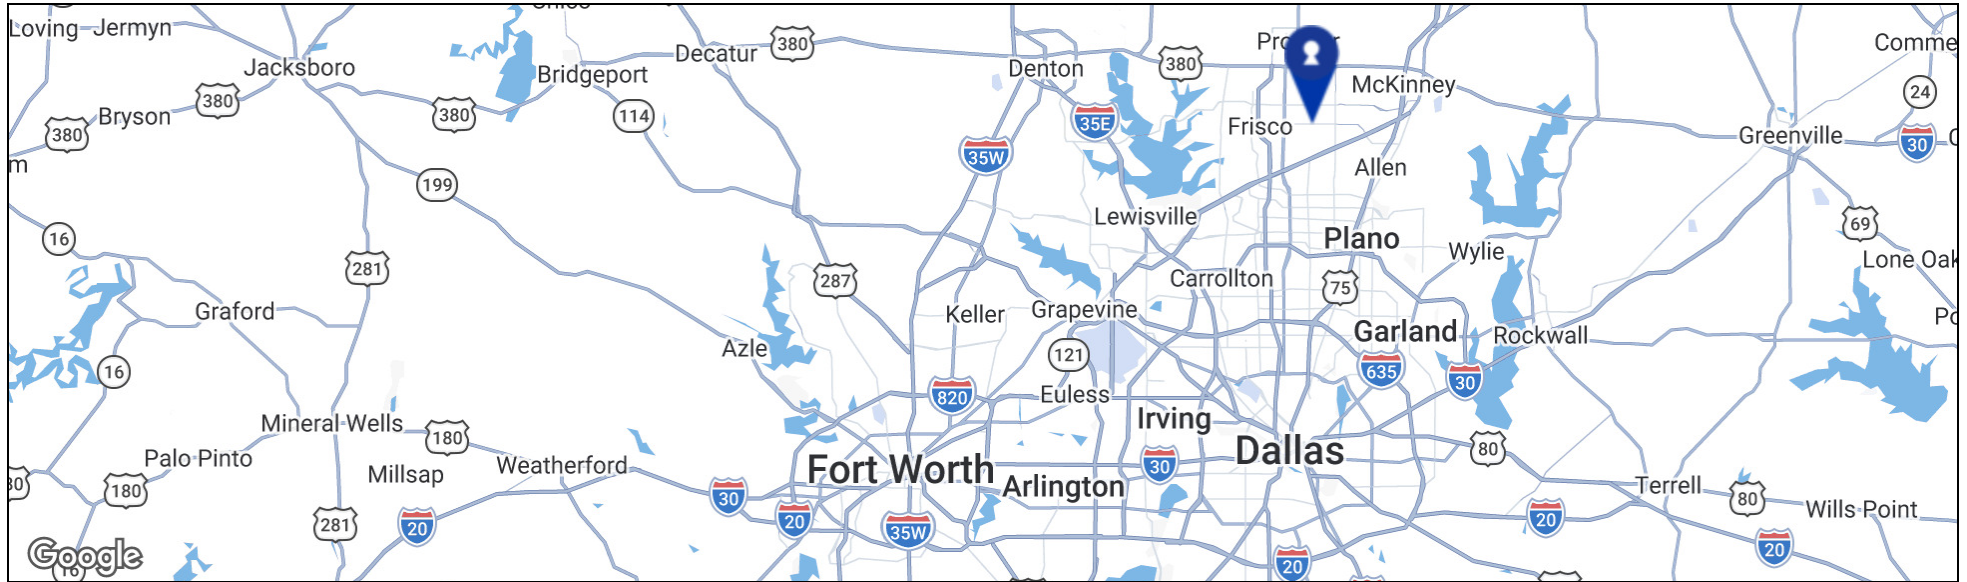 Loving
Jermyn
Jacksboro
380
Bryson
380
380
Bridgeport
114
Decatur
380
Denton
35E
35W
380
McKinney
Frisco
Allen
Comme
24
Greenville
30
199
16
281
Graford
16
287
Lewisville
Plano
Wylie
69
Lone Oak
Carrollton
75
Keller
Grapevine
121
Garland
Rockwall
Azle
635
30
820
Euless
Irving
Dallas
Mineral Wells
180
Palo Pinto
180
Millsap
Weatherford
281
20
Fort Worth
Arlington
30
30
20
35W
80
Terrell
80
Wills Point
20
20
20
Google
16